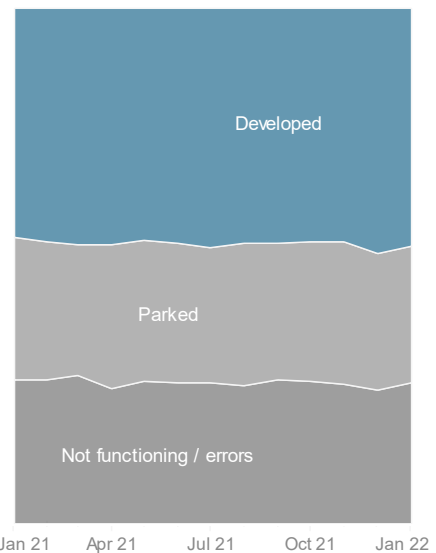 Developed
Parked
Not functioning / errors
Jan 21 Apr 21 Jul 21 Oct 21 Jan 22